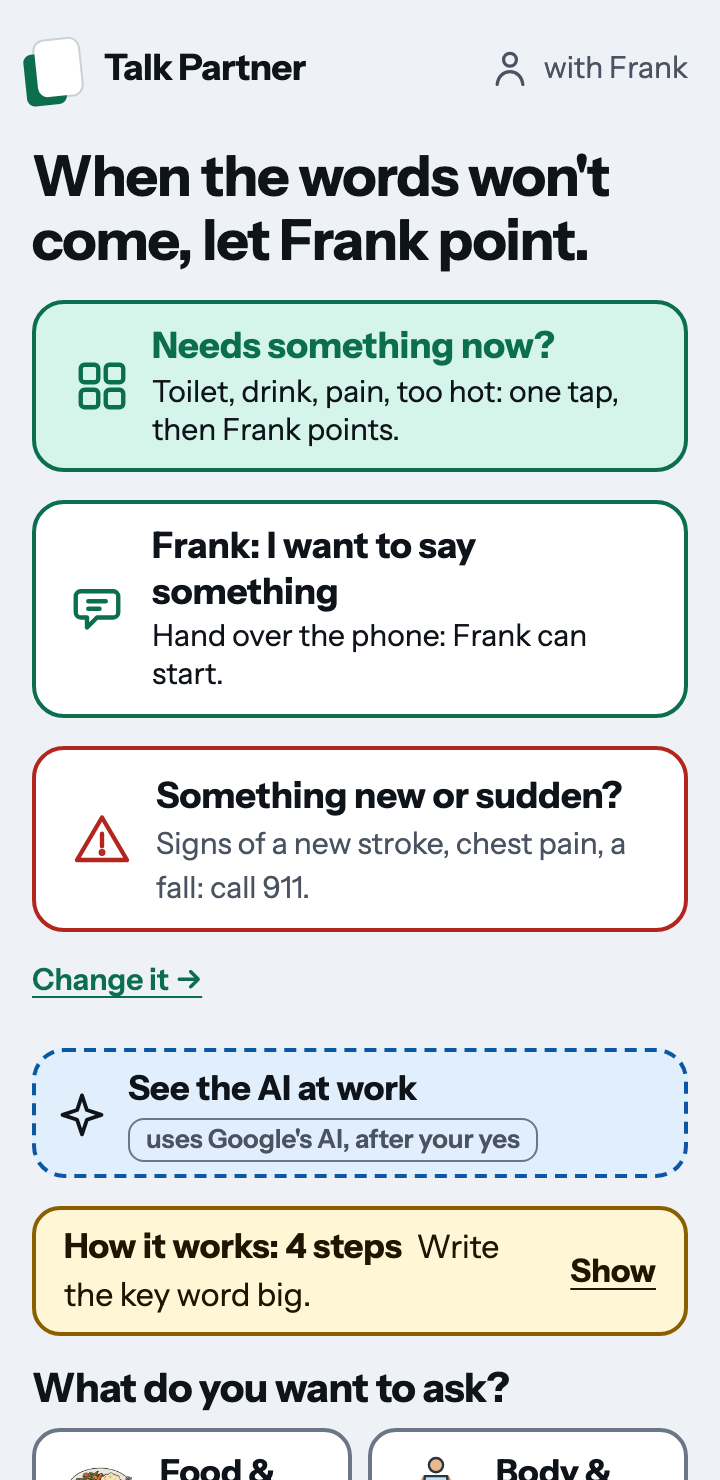 Talk Partner
with Frank
When the words won't
come, let Frank point.
Needs something now?
Toilet, drink, pain, too hot: one tap,
then Frank points.
Frank: I want to say
something
Hand over the phone: Frank can
start.
Something new or sudden?
Signs of a new stroke, chest pain, a
fall: call 911.
Change it →
See the AI at work
uses Google's AI, after your yes
How it works: 4 steps Write
the key word big.
Show
What do you want to ask?
Food &
Body &